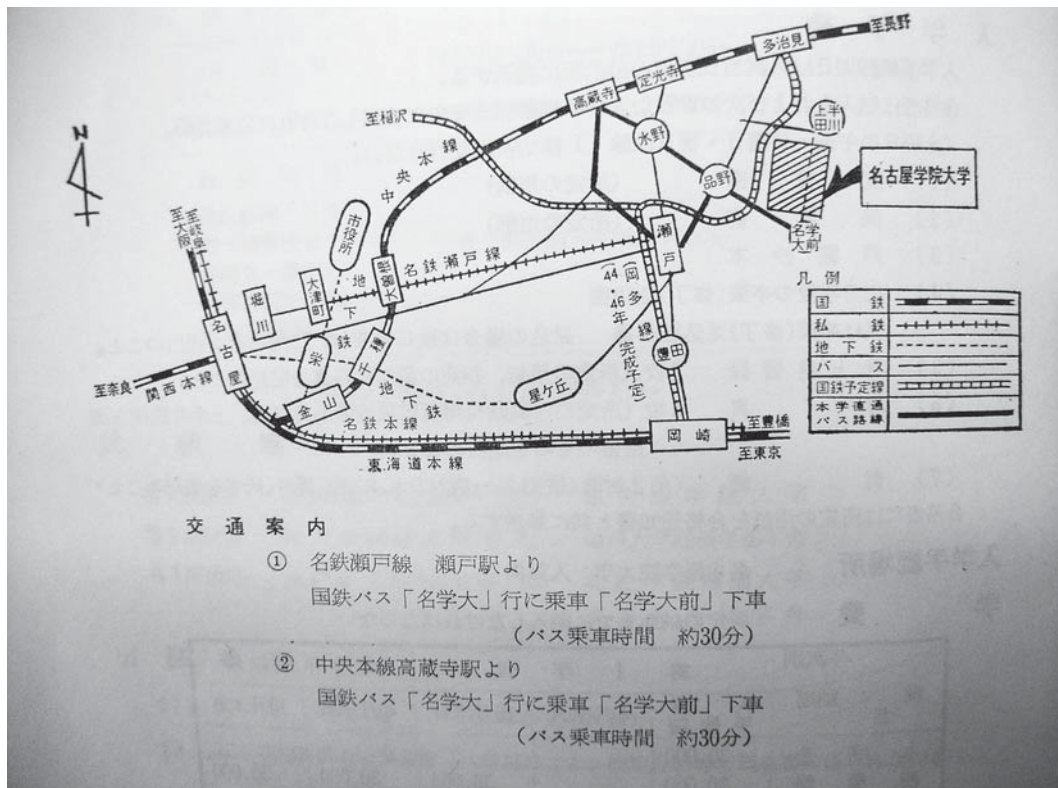 至長野
多治見
定光寺
高蔵寺
至稲沢
上半田川
水野
N
中央本線
品野
名古屋学院大学
市役所
至岐阜
至大阪
瀬戸
(名学大前)
大曽根
名鉄瀬戸線
凡例
大津町
地下鉄
堀川
(岡多線)
44
46年完成予定)
国鉄
私鉄
地下鉄
バス
国鉄予定線
本学直通
バス路線
名古屋
千種
栄
豊田
至奈良
関西本線
星ケ丘
地下鉄
金山
名鉄本線
岡崎
至豊橋
至東京
東海道本線
交通案内
① 名鉄瀬戸線 瀬戸駅より
国鉄バス「名学大」行に乗車「名学大前」下車
(バス乗車時間 約30分)
② 中央本線高蔵寺駅より
国鉄バス「名学大」行に乗車「名学大前」下車
(バス乗車時間 約30分)